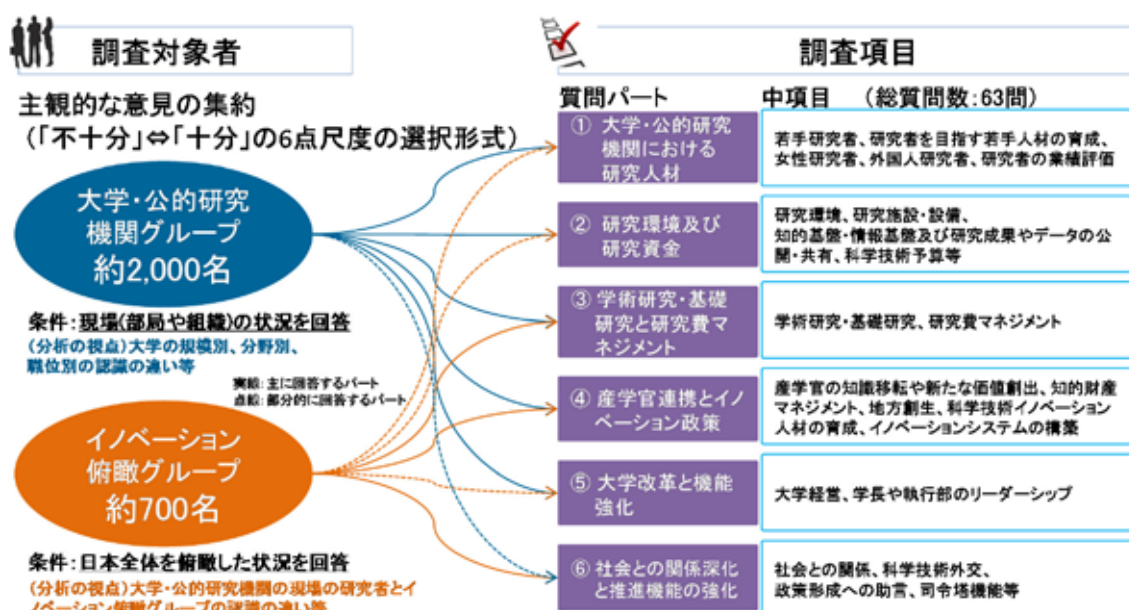 調査対象者
主観的な意見の集約
(「不十分」⇔「十分」の6点尺度の選択形式)
大学・公的研究
機関グループ
約2,000名
条件:現場(部局や組織)の状況を回答
(分析の視点)大学の規模別、分野別、
職位別の認識の違い等
実線:主に回答するパート
点線:部分的に回答するパート
イノベーション
俯瞰グループ
約700名
条件:日本全体を俯瞰した状況を回答
(分析の視点)大学・公的研究機関の現場の研究者とイ
ノベーション俯瞰グループの認識の違い等
調査項目
質問パート
中項目 (総質問数:63問)
① 大学・公的研究
機関における
研究人材
若手研究者、研究者を目指す若手人材の育成、
女性研究者、外国人研究者、研究者の業績評価
② 研究環境及び
研究資金
研究環境、研究施設・設備、
知的基盤・情報基盤及び研究成果やデータの公
開・共有、科学技術予算等
③ 学術研究・基礎
研究と研究費マ
ネジメント
学術研究・基礎研究、研究費マネジメント
④ 産学官連携とイノ
ベーション政策
産学官の知識移転や新たな価値創出、知的財産
マネジメント、地方創生、科学技術イノベーション
人材の育成、イノベーションシステムの構築
⑤ 大学改革と機能
強化
大学経営、学長や執行部のリーダーシップ
⑥ 社会との関係深化
と推進機能の強化
社会との関係、科学技術外交、
政策形成への助言、司令塔機能等